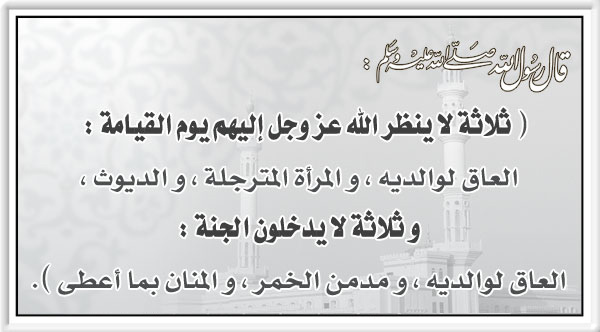 قال رسول الله صلى الله عليه وسلم :
( ثلاثة لا ينظر الله عز وجل إليهم يوم القيامة :
العاق لوالديه ، و المرأة المترجلة ، و الديوث ،
و ثلاثة لا يدخلون الجنة :
العاق لوالديه ، و مدمن الخمر ، و المنان بما أعطى ).